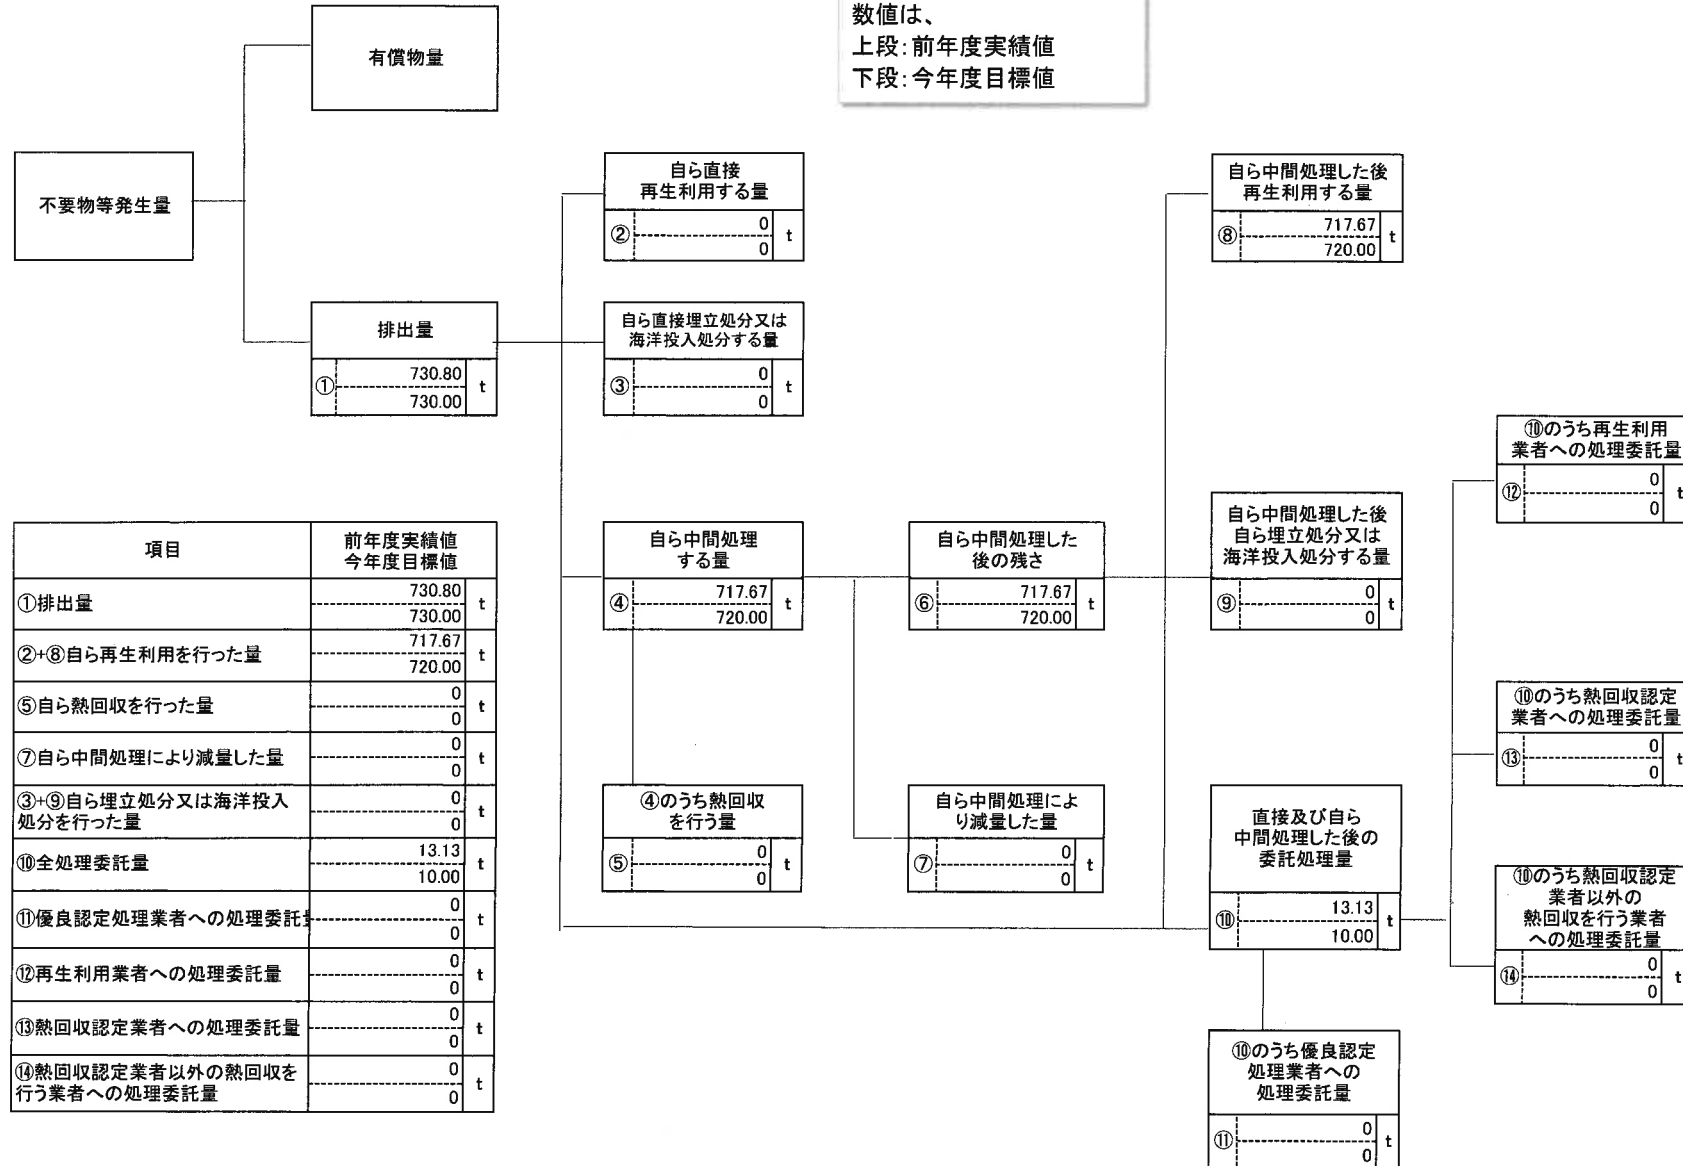 数値は、
上段:前年度実績値
下段:今年度目標値
有償物量
不要物等発生量
排出量
①
730.80
730.00
t
自ら直接
再生利用する量
②
0
0
t
自ら直接埋立処分又は
海洋投入処分する量
③
0
0
t
自ら中間処理
する量
④
717.67
720.00
t
④のうち熱回収
を行う量
⑤
0
0
t
自ら中間処理した
後の残さ
⑥
717.67
720.00
t
自ら中間処理によ
り減量した量
⑦
0
0
t
自ら中間処理した後
再生利用する量
⑧
717.67
720.00
t
自ら中間処理した後
自ら埋立処分又は
海洋投入処分する量
⑨
0
0
t
直接及び自ら
中間処理した後の
委託処理量
⑩
13.13
10.00
t
⑩のうち優良認定
処理業者への
処理委託量
⑪
0
0
t
⑩のうち再生利用
業者への処理委託量
⑫
0
0
t
⑩のうち熱回収認定
業者への処理委託量
⑬
0
0
t
⑩のうち熱回収認定
業者以外の
熱回収を行う業者
への処理委託量
⑭
0
0
t
項目
前年度実績値
今年度目標値
①排出量
730.80
730.00
t
②+⑧自ら再生利用を行った量
717.67
720.00
t
⑤自ら熱回収を行った量
0
0
t
⑦自ら中間処理により減量した量
0
0
t
③+⑨自ら埋立処分又は海洋投入
処分を行った量
0
0
t
⑩全処理委託量
13.13
10.00
t
⑪優良認定処理業者への処理委託
0
0
t
⑫再生利用業者への処理委託量
0
0
t
⑬熱回収認定業者への処理委託量
0
0
t
⑭熱回収認定業者以外の熱回収を
行う業者への処理委託量
0
0
t